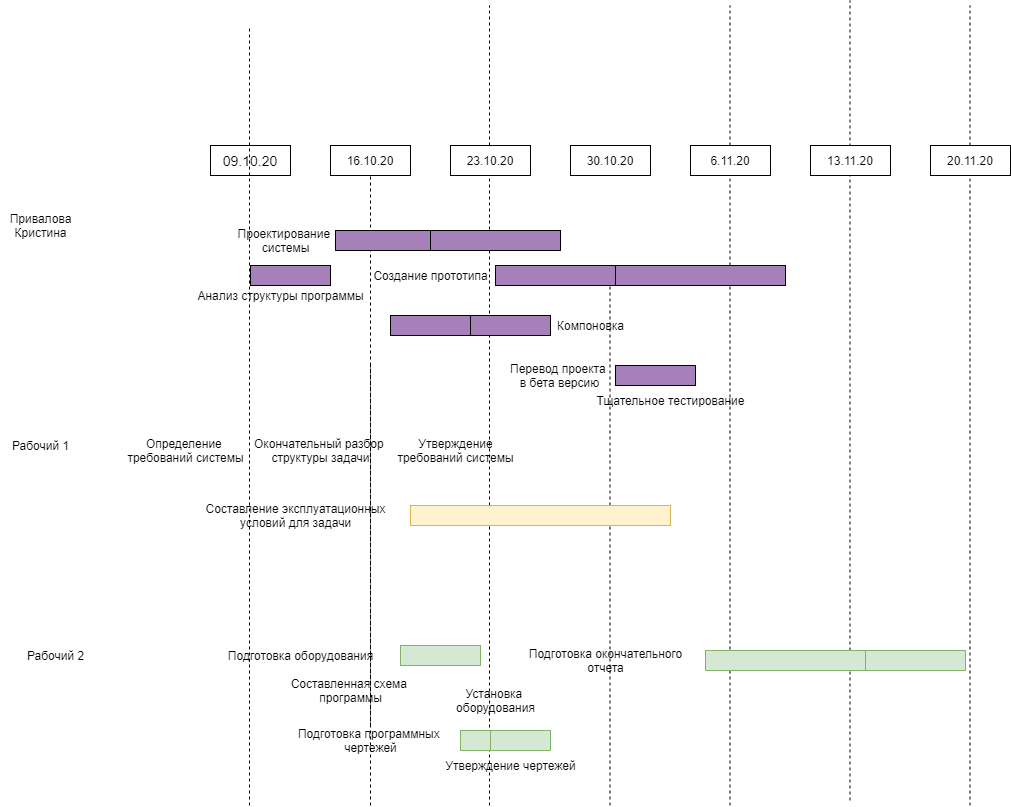 09.10.20
16.10.20
23.10.20
30.10.20
6.11.20
13.11.20
20.11.20
Привалова
Кристина
Проектирование
системы
Создание прототипа
Анализ структуры программы
Компоновка
Перевод проекта
в бета версию
Тщательное тестирование
Рабочий 1
Определение
требований системы
Окончательный разбор
структуры задачи
Утверждение
требований системы
Составление эксплуатационных
условий для задачи
Рабочий 2
Подготовка оборудования
Подготовка окончательного
отчета
Составленная схема
программы
Установка
оборудования
Подготовка программных
чертежей
Утверждение чертежей